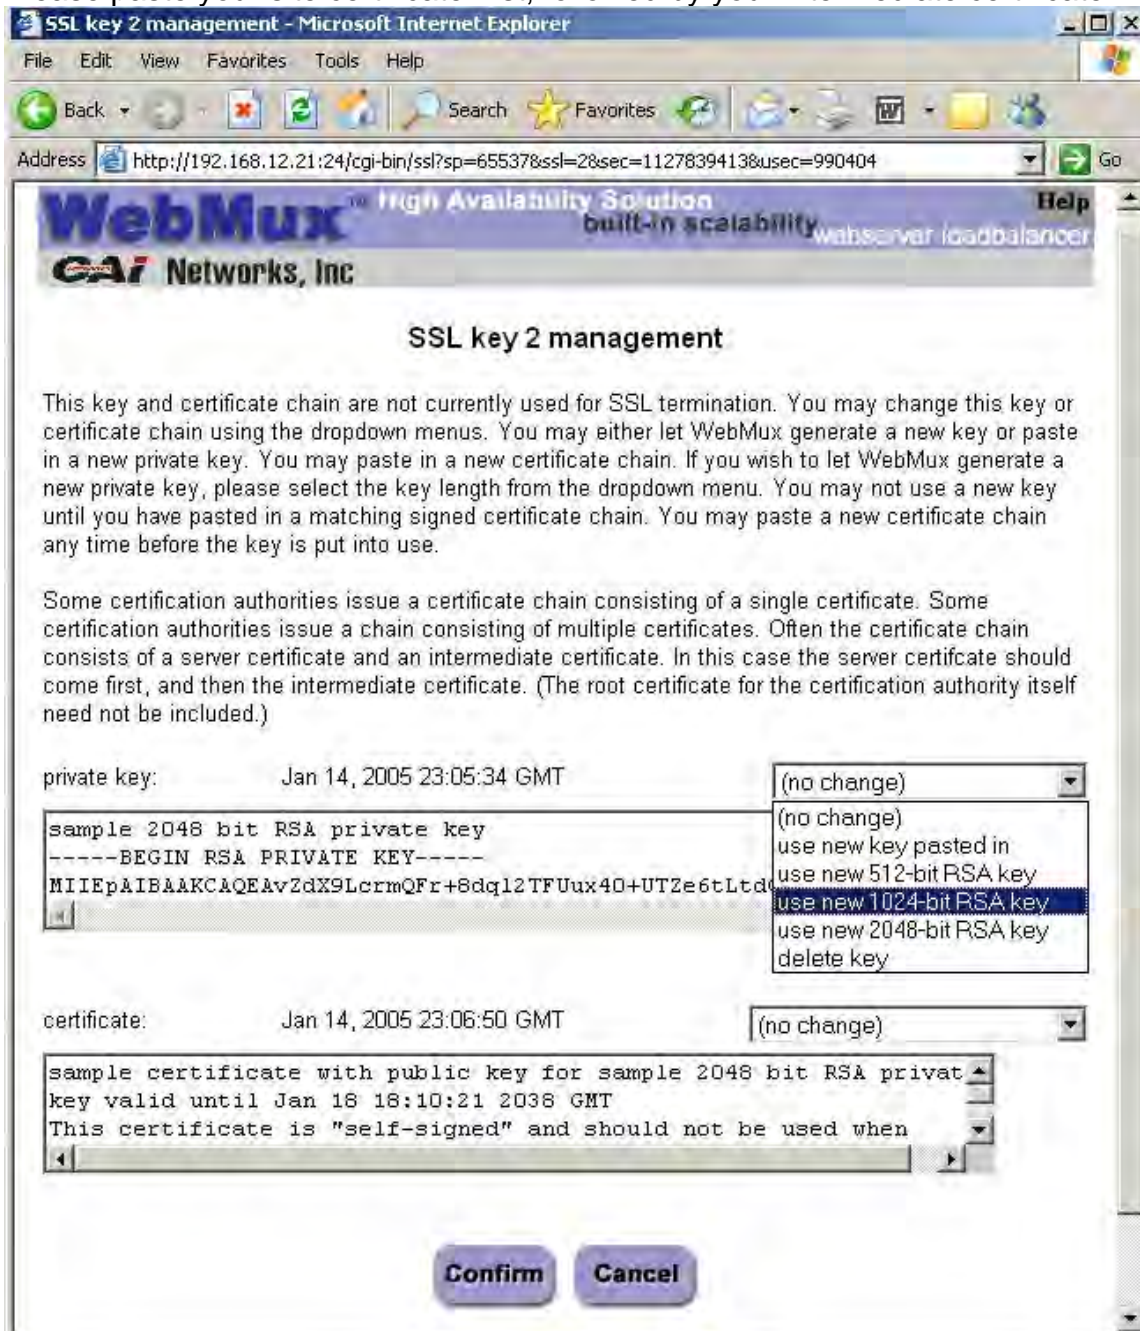 SSL key 2 management - Microsoft Internet Explorer
File Edit View Favorites Tools Help
Back Search Favorites
Address http://192.168.12.21:24/cgi-bin/ssl?sp=65537&ssl=2&sec=1127839413&usec=990404 Go
WebMux™ High Availability Solution Help
built-in scalability webserver loadbalancer
CAI Networks, Inc
SSL key 2 management
This key and certificate chain are not currently used for SSL termination. You may change this key or
certificate chain using the dropdown menus. You may either let WebMux generate a new key or paste
in a new private key. You may paste in a new certificate chain. If you wish to let WebMux generate a
new private key, please select the key length from the dropdown menu. You may not use a new key
until you have pasted in a matching signed certificate chain. You may paste a new certificate chain
any time before the key is put into use.
Some certification authorities issue a certificate chain consisting of a single certificate. Some
certification authorities issue a chain consisting of multiple certificates. Often the certificate chain
consists of a server certificate and an intermediate certificate. In this case the server certifcate should
come first, and then the intermediate certificate. (The root certificate for the certification authority itself
need not be included.)
private key: Jan 14, 2005 23:05:34 GMT (no change)
sample 2048 bit RSA private key
-----BEGIN RSA PRIVATE KEY-----
MIIEpAIBAAKCAQEAvZdX9LcrmQFr+8dql2TFUux4O+UTZe6tLtd
(no change)
use new key pasted in
use new 512-bit RSA key
use new 1024-bit RSA key
use new 2048-bit RSA key
delete key
certificate: Jan 14, 2005 23:06:50 GMT (no change)
sample certificate with public key for sample 2048 bit RSA privat
key valid until Jan 18 18:10:21 2038 GMT
This certificate is "self-signed" and should not be used when
Confirm Cancel